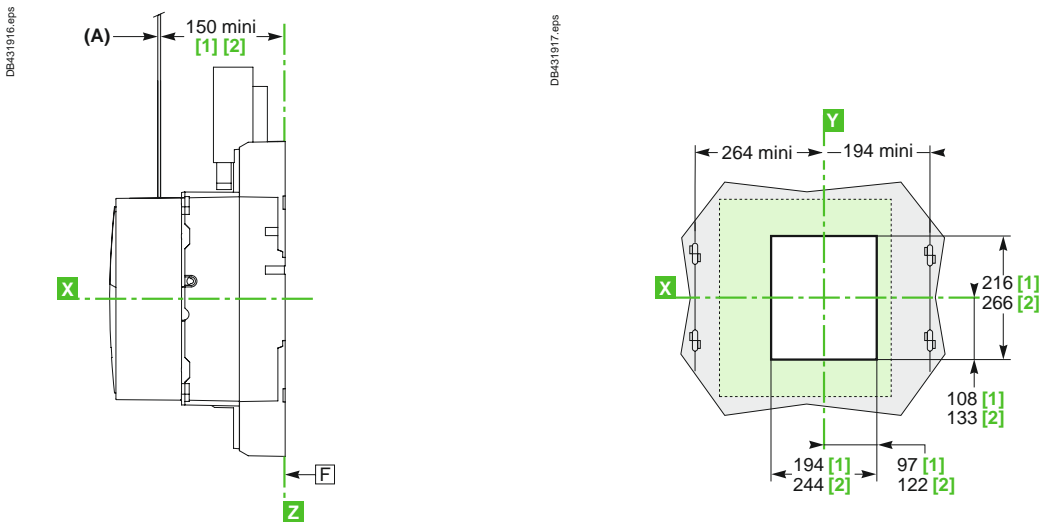 DB431916.eps
(A)
150 mini
[1] [2]
X
F
Z
DB431917.eps
Y
264 mini
194 mini
X
216 [1]
266 [2]
108 [1]
133 [2]
194 [1]
244 [2]
97 [1]
122 [2]